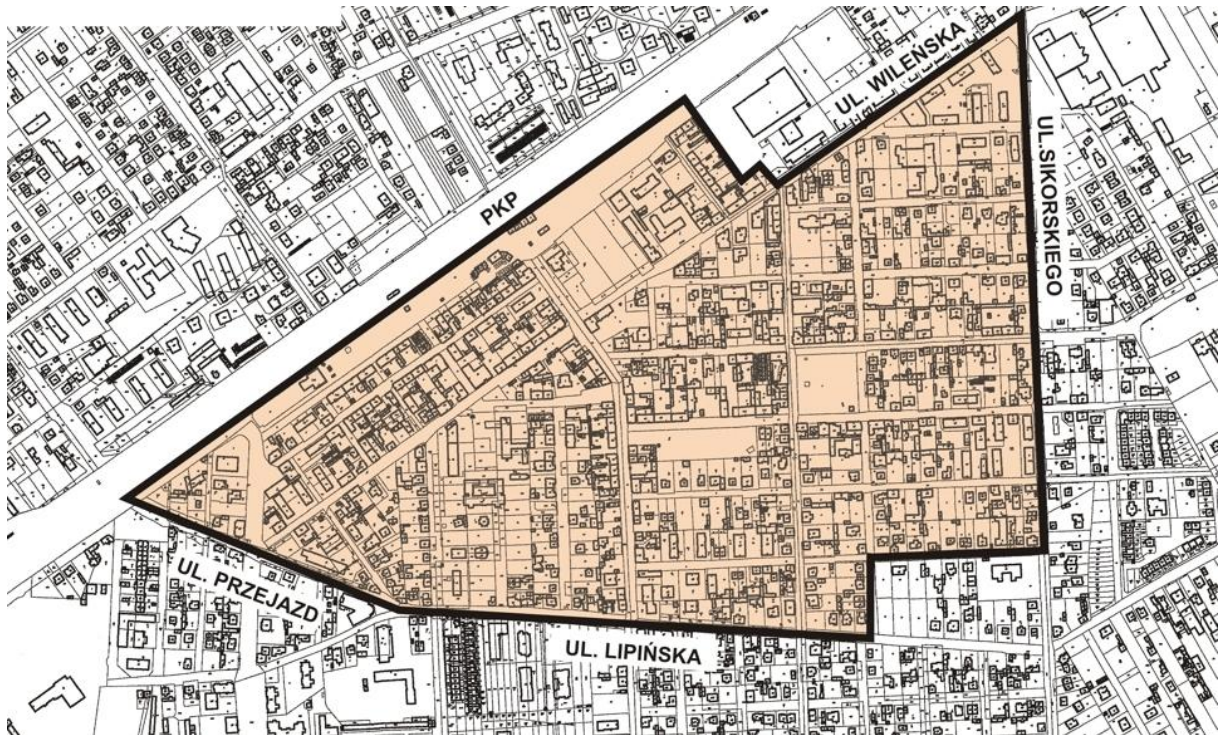 UL. WILEŃSKA
PKP
UL.SIKORSKIEGO
UL. PRZEJAZD
UL. LIPIŃSKA